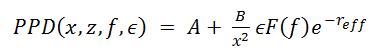 PPD(x, z, f, ϵ) = A + B/x² ϵF(f)e^(−r_eff)